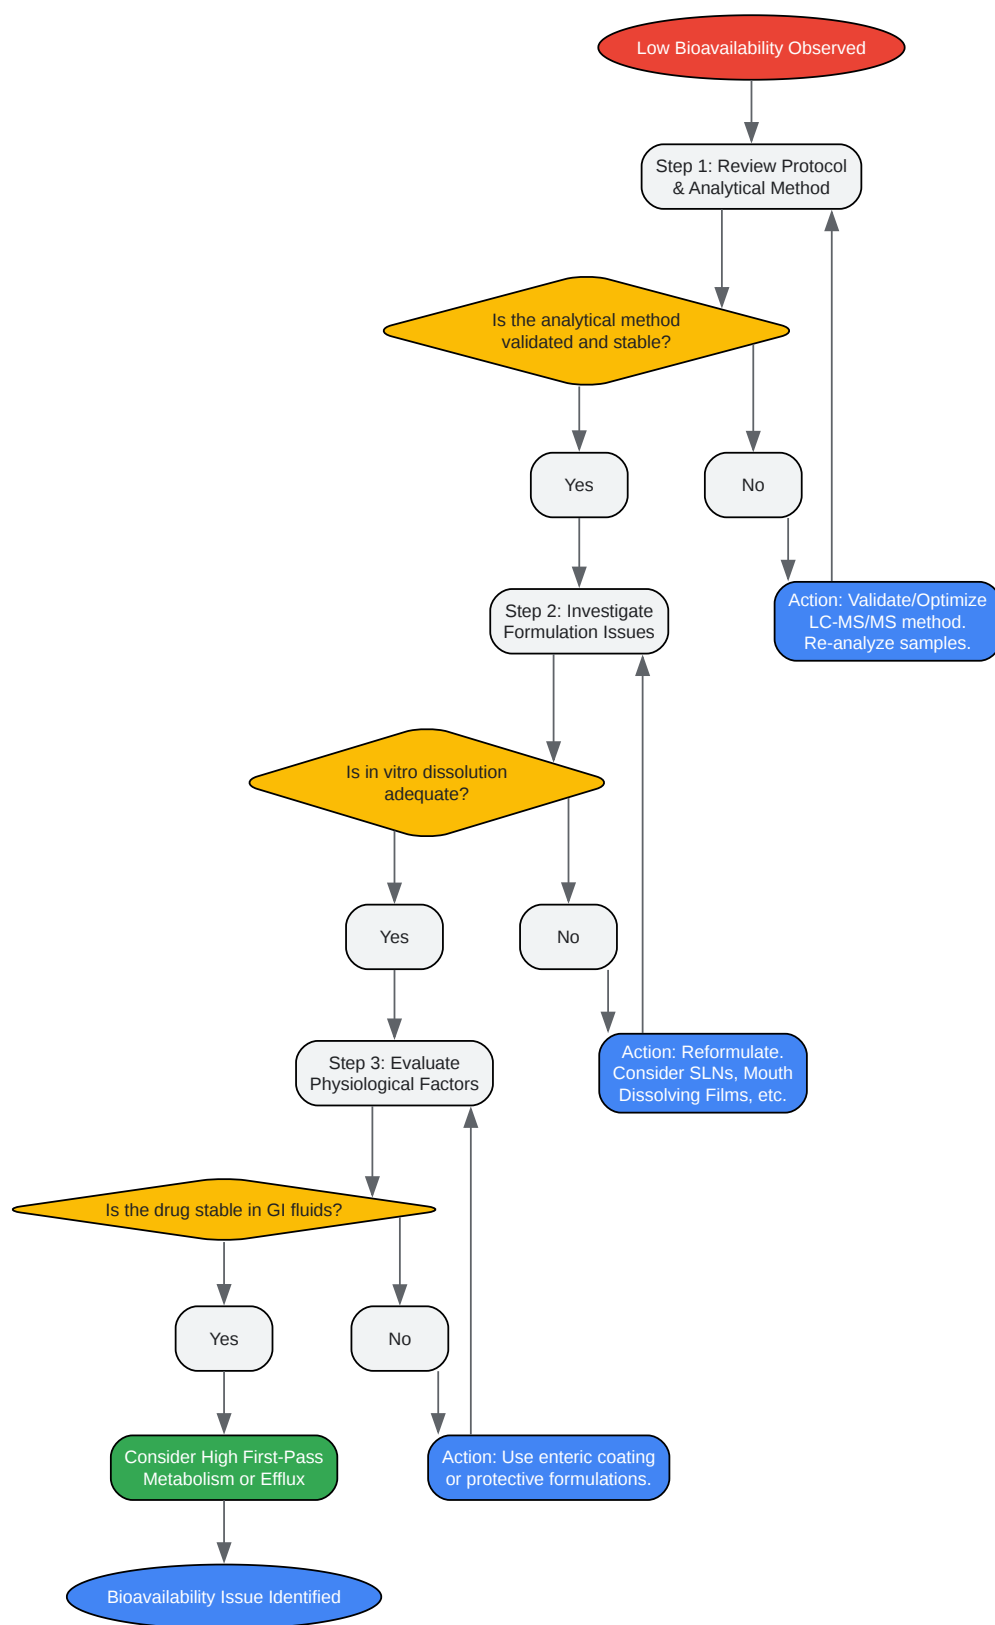 Low Bioavailability Observed
Step 1: Review Protocol
& Analytical Method
Is the analytical method
validated and stable?
Yes
No
Action: Validate/Optimize
LC-MS/MS method.
Re-analyze samples.
Step 2: Investigate
Formulation Issues
Is in vitro dissolution
adequate?
Yes
No
Action: Reformulate.
Consider SLNs, Mouth
Dissolving Films, etc.
Step 3: Evaluate
Physiological Factors
Is the drug stable in GI fluids?
Yes
No
Consider High First-Pass
Metabolism or Efflux
Action: Use enteric coating
or protective formulations.
Bioavailability Issue Identified